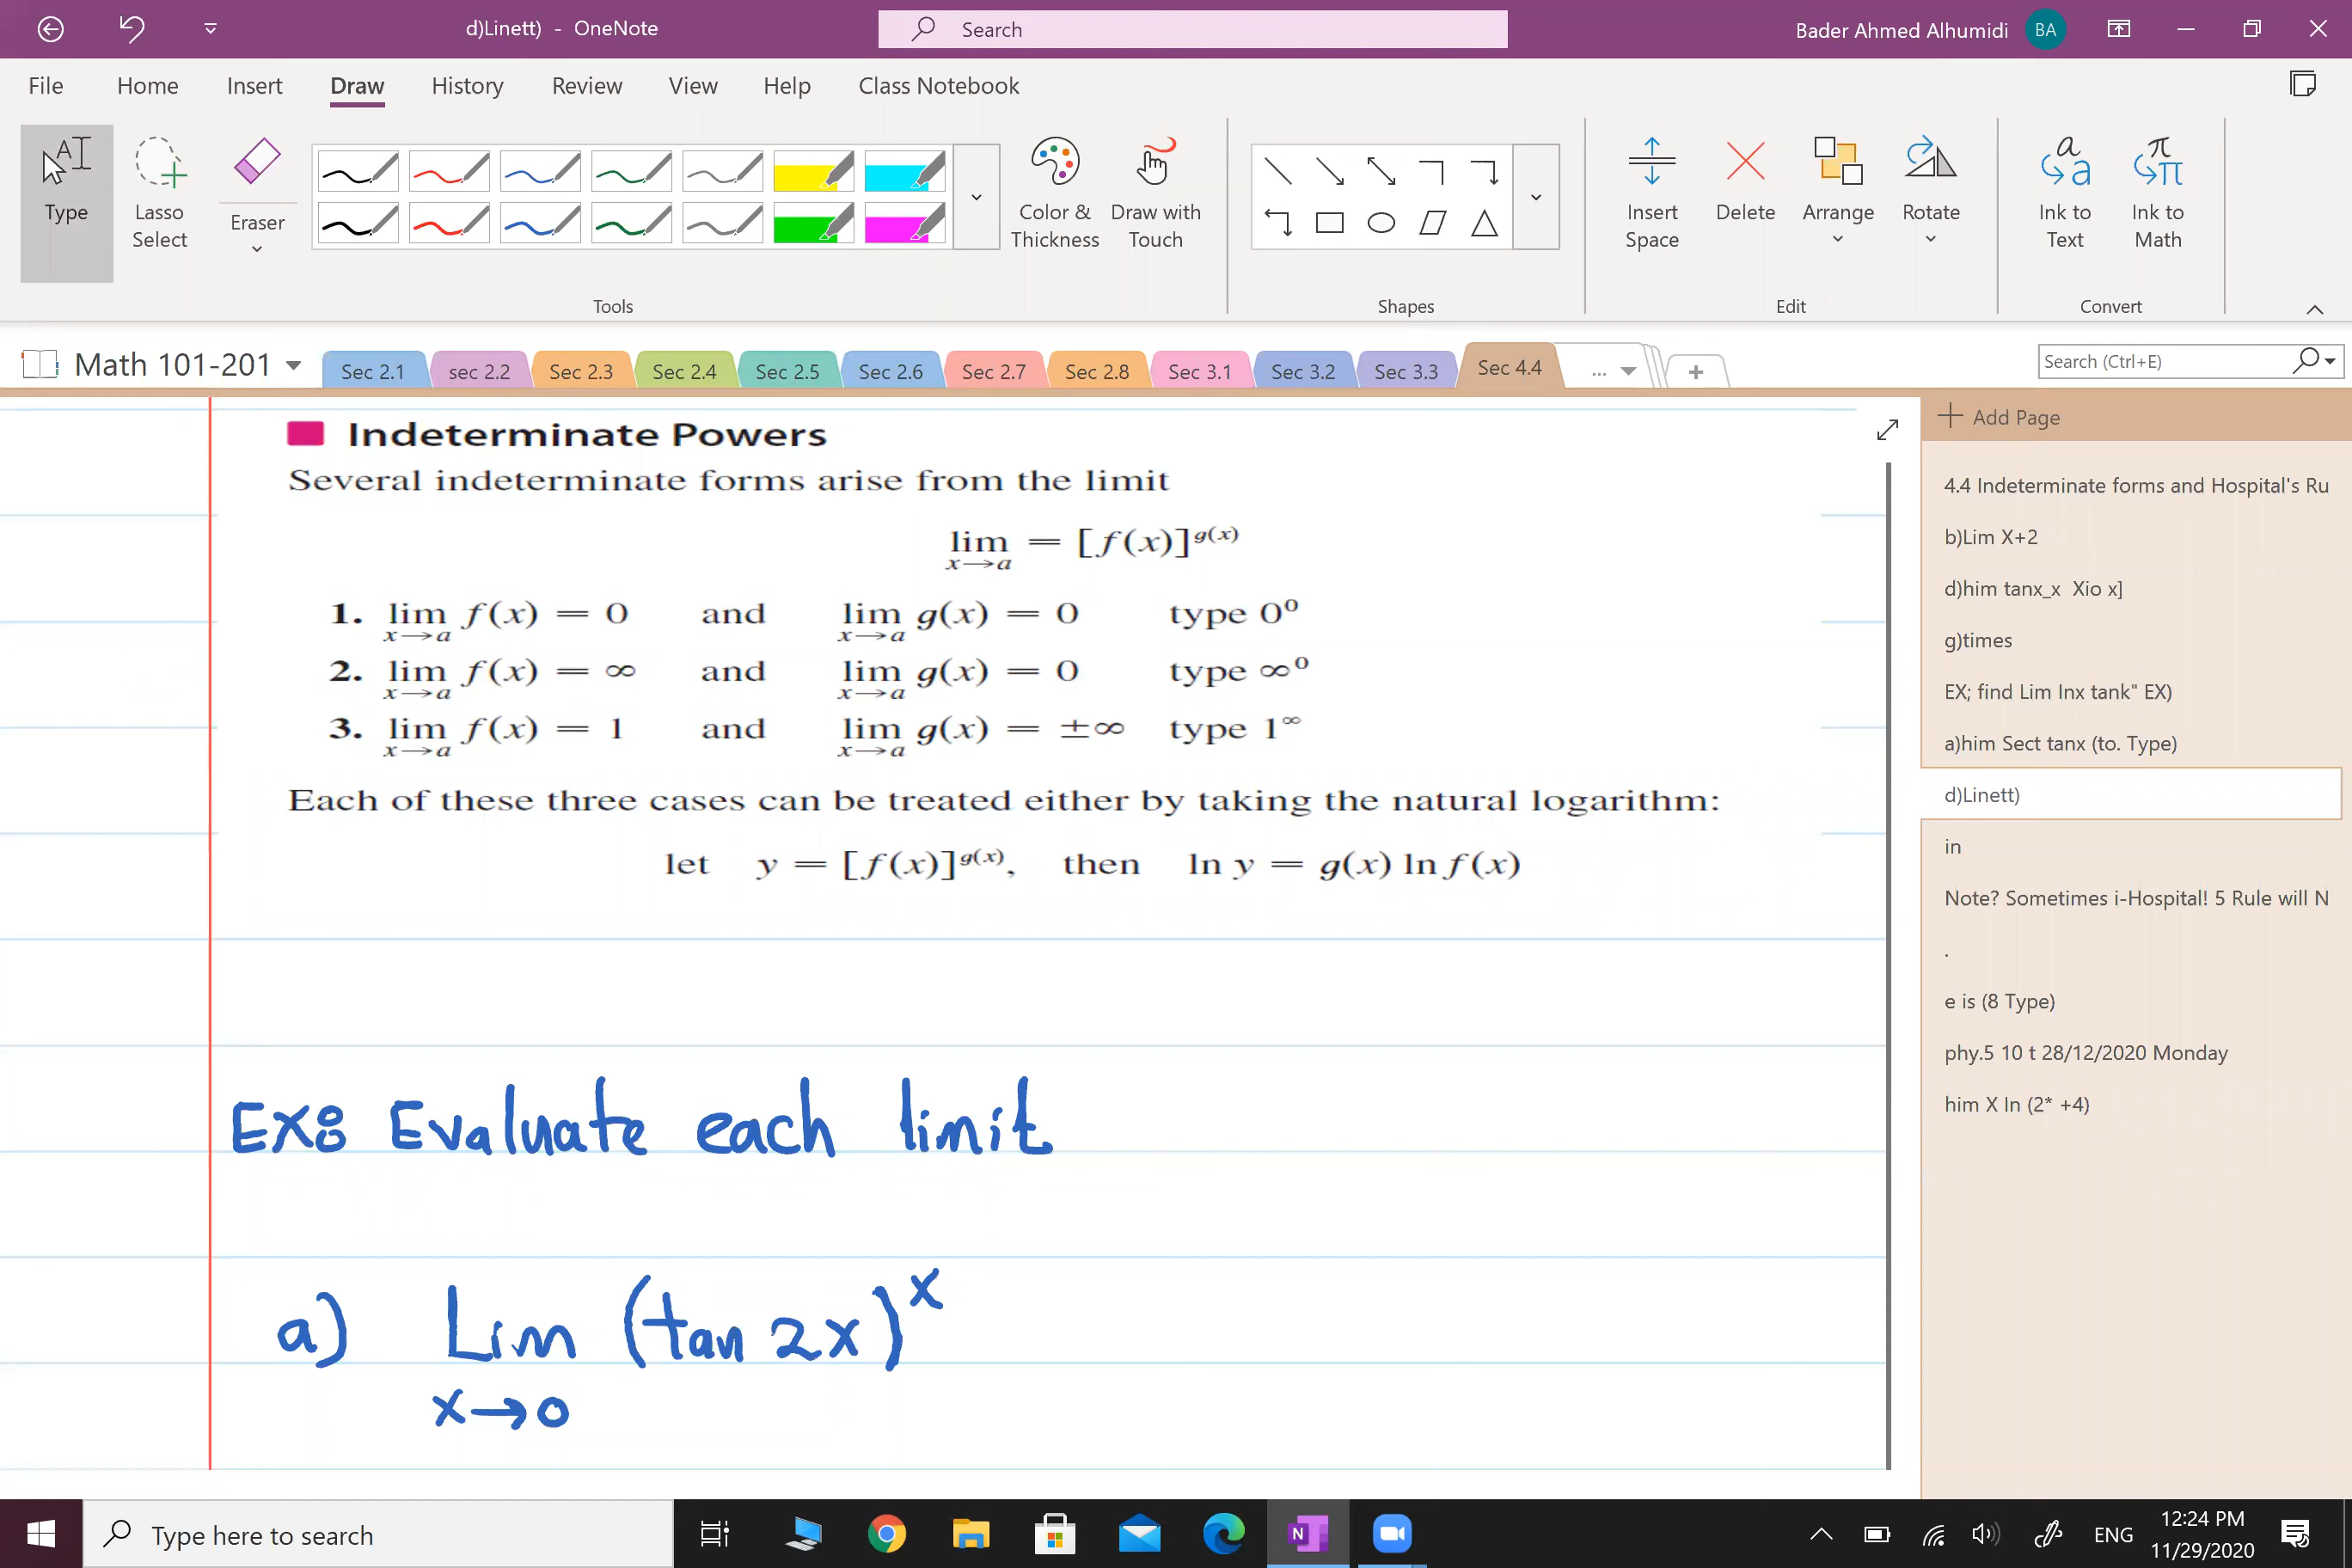 d)Linett) - OneNote
Search
Bader Ahmed Alhumidi BA
File Home Insert Draw History Review View Help Class Notebook
Type
Lasso Select
Eraser
Color & Thickness
Draw with Touch
Insert Space
Delete
Arrange
Rotate
Ink to Text
Ink to Math
Tools Shapes Edit Convert
Math 101-201 Sec 2.1 sec 2.2 Sec 2.3 Sec 2.4 Sec 2.5 Sec 2.6 Sec 2.7 Sec 2.8 Sec 3.1 Sec 3.2 Sec 3.3 Sec 4.4 ... +
Search (Ctrl+E)
Indeterminate Powers
Several indeterminate forms arise from the limit
lim x→a = [f(x)]^g(x)
1. lim x→a f(x) = 0 and lim x→a g(x) = 0 type 0⁰
2. lim x→a f(x) = ∞ and lim x→a g(x) = 0 type ∞⁰
3. lim x→a f(x) = 1 and lim x→a g(x) = ±∞ type 1^∞
Each of these three cases can be treated either by taking the natural logarithm:
let y = [f(x)]^g(x), then ln y = g(x) ln f(x)
EX: Evaluate each limit
a) Lim (tan 2x)^x
x→0
Add Page
4.4 Indeterminate forms and Hospital's Ru
b)Lim X+2
d)him tanx_x Xio x]
g)times
EX; find Lim Inx tank" EX)
a)him Sect tanx (to. Type)
d)Linett)
in
Note? Sometimes i-Hospital! 5 Rule will N
.
e is (8 Type)
phy.5 10 t 28/12/2020 Monday
him X In (2* +4)
Type here to search
ENG
12:24 PM
11/29/2020